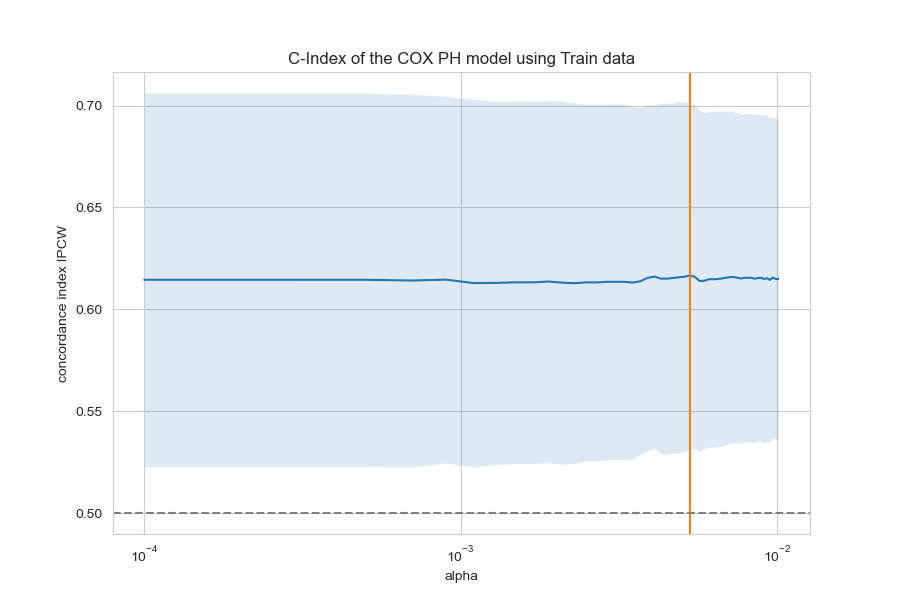 C-Index of the COX PH model using Train data
concordance index IPCW
0.70
0.65
0.60
0.55
0.50
10⁻⁴
10⁻³
10⁻²
alpha